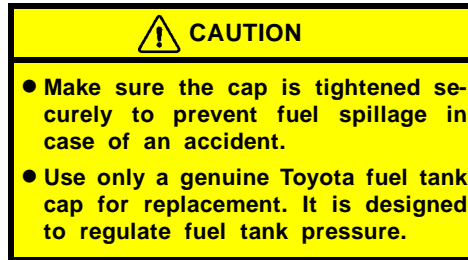 CAUTION
● Make sure the cap is tightened se-
curely to prevent fuel spillage in
case of an accident.
● Use only a genuine Toyota fuel tank
cap for replacement. It is designed
to regulate fuel tank pressure.